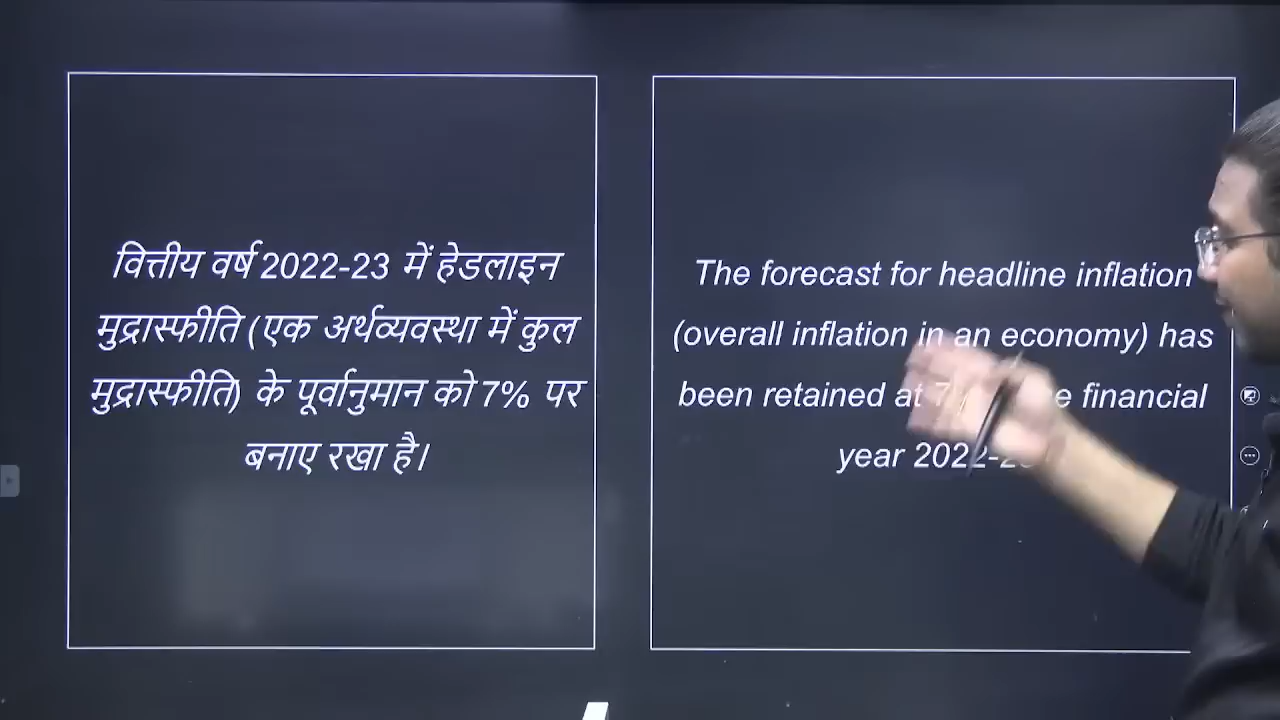 वित्तीय वर्ष 2022-23 में हेडलाइन
मुद्रास्फीति (एक अर्थव्यवस्था में कुल
मुद्रास्फीति) के पूर्वानुमान को 7% पर
बनाए रखा है।
The forecast for headline inflation
(overall inflation in an economy) has
been retained at financial
year